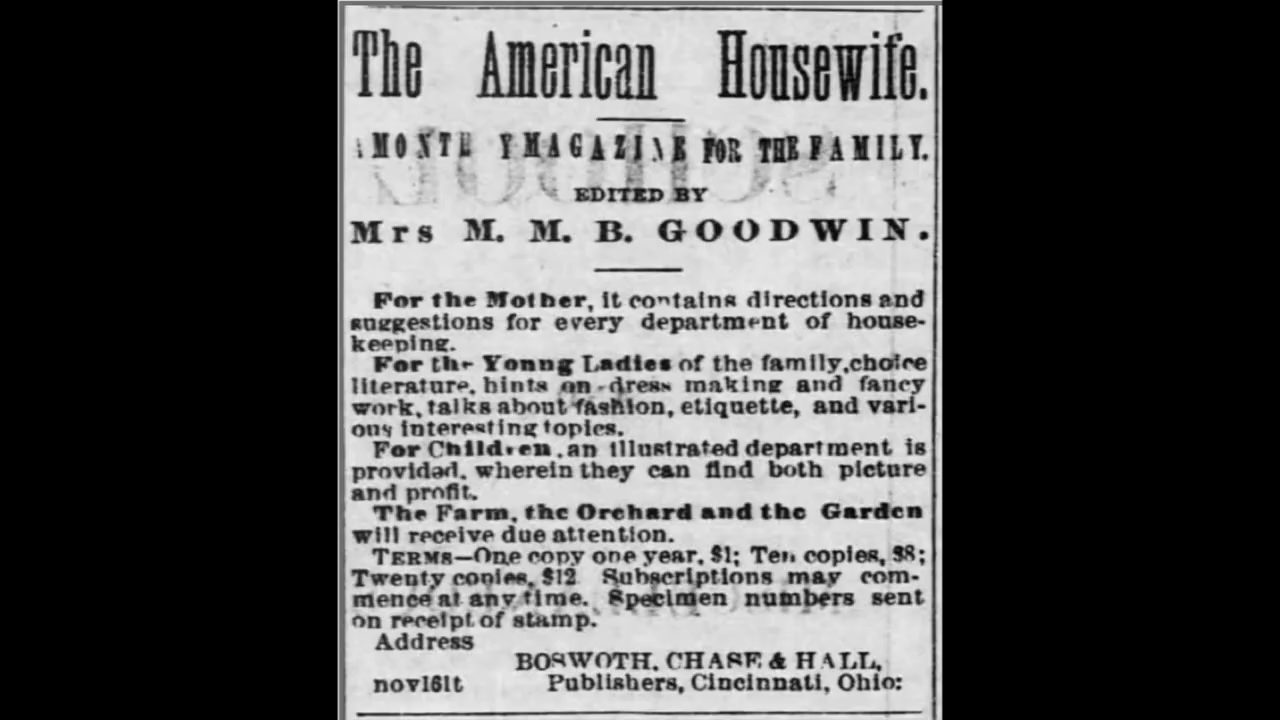 The American Housewife.
A MONTH Y MAGAZINE FOR THE FAMILY.
EDITED BY
Mrs M. M. B. GOODWIN.
For the Mother, it contains directions and
suggestions for every department of house-
keeping.
For the Yonng Ladies of the family, choice
literature, hints on dress making and fancy
work, talks about fashion, etiquette, and vari-
ous interesting topics.
For Children, an illustrated department is
provided, wherein they can find both picture
and profit.
The Farm, the Orchard and the Garden
will receive due attention.
TERMS—One copy one year, $1; Ten copies, $8;
Twenty copies, $12 Subscriptions may com-
mence at any time. Specimen numbers sent
on receipt of stamp.
Address
BOSWOTH, CHASE & HALL,
nov161t Publishers, Cincinnati, Ohio: